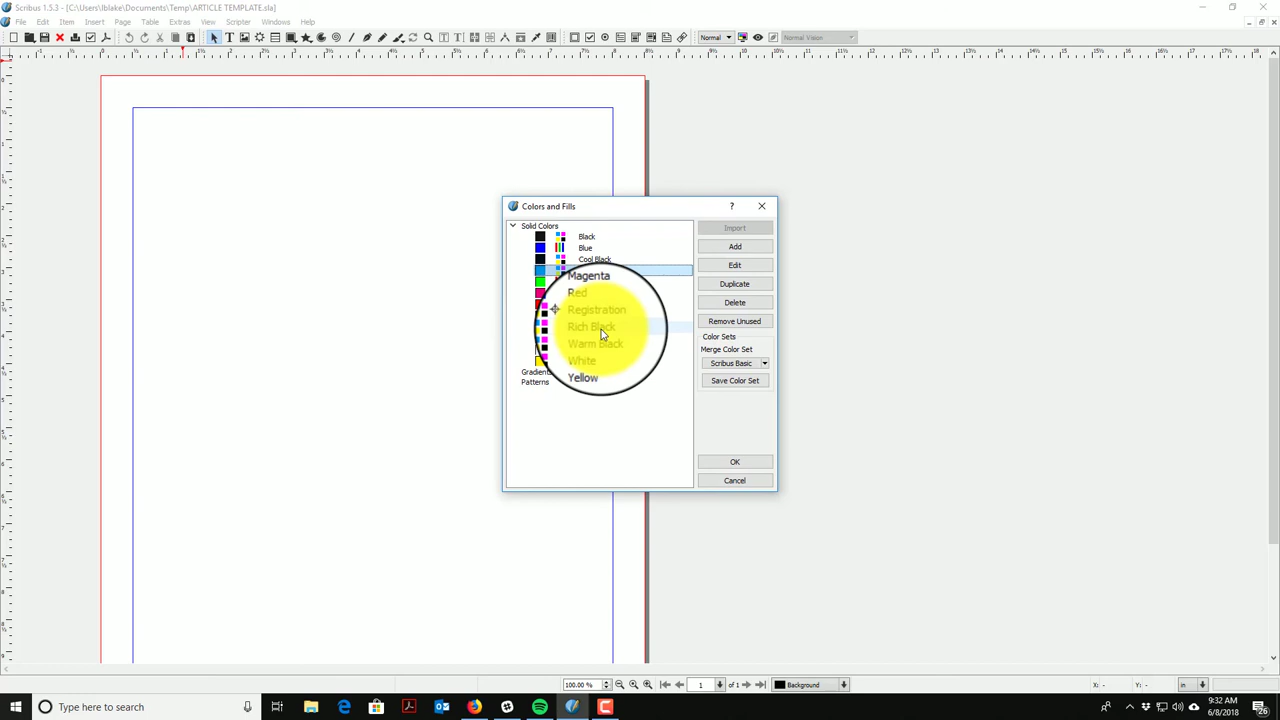 Scribus 1.5.3 - [C:\Users\lblake\Documents\Temp\ARTICLE TEMPLATE.sla]
File Edit Item Insert Page Table Extras View Scripter Windows Help
Normal Normal Vision
Colors and Fills ?
Solid Colors
Black
Blue
Cool Black
Magenta
Red
Registration
Rich Black
Warm Black
White
Yellow
Patterns
Import
Add
Edit
Duplicate
Delete
Remove Unused
Color Sets
Merge Color Set
Scribus Basic
Save Color Set
OK
Cancel
100.00 % 1 of 1 Background X: - Y: - in
Type here to search
9:32 AM
6/8/2018
26